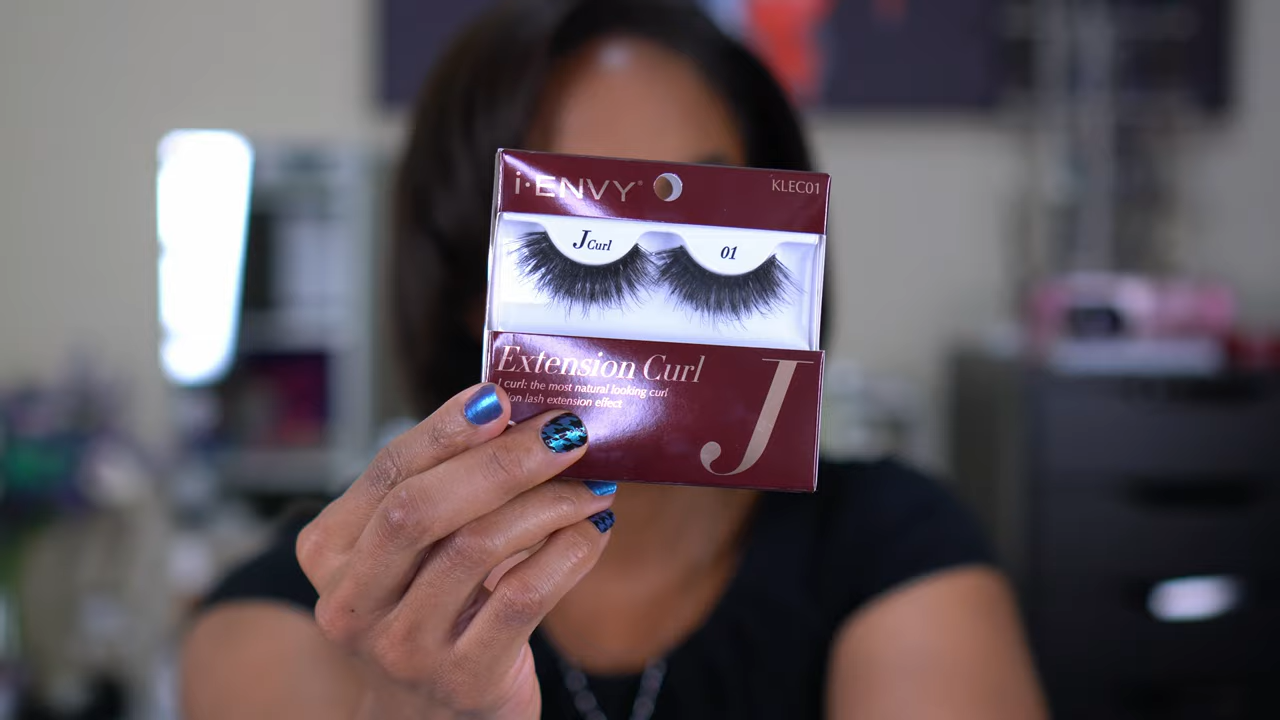 i·ENVY®
KLEC01
J Curl
01
Extension Curl
J curl: the most natural looking curl
lash extension effect
J